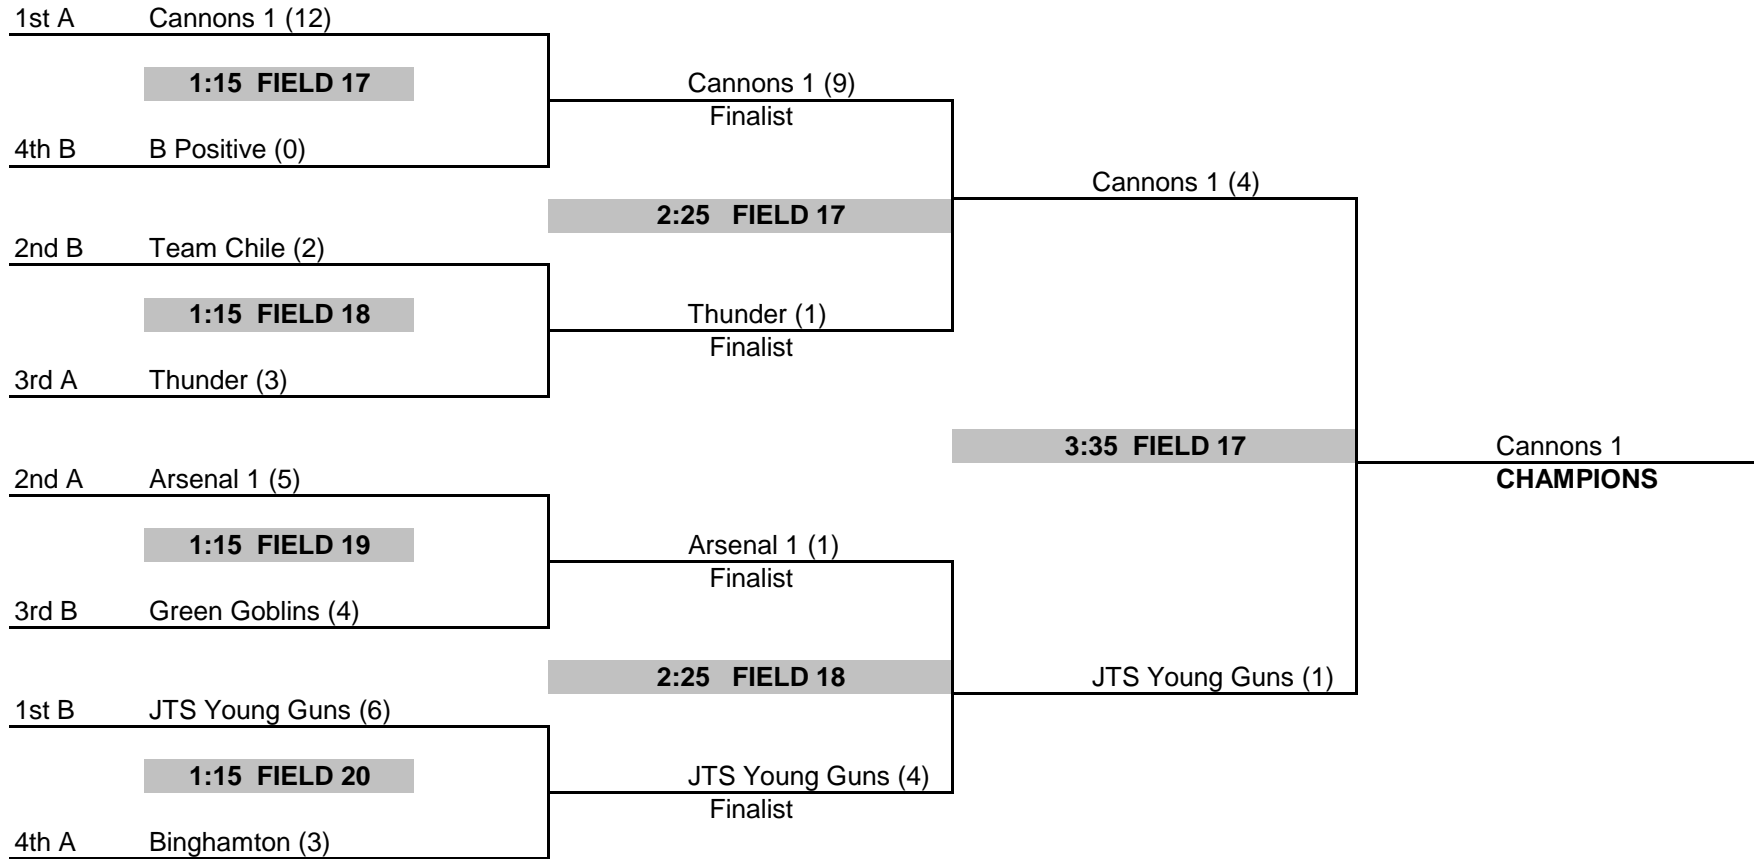 1st A Cannons 1 (12)
1:15 FIELD 17 Cannons 1 (9)
Finalist
4th B B Positive (0)
Cannons 1 (4)
2:25 FIELD 17
2nd B Team Chile (2)
1:15 FIELD 18 Thunder (1)
Finalist
3rd A Thunder (3)
3:35 FIELD 17 Cannons 1
2nd A Arsenal 1 (5) CHAMPIONS
1:15 FIELD 19 Arsenal 1 (1)
Finalist
3rd B Green Goblins (4)
2:25 FIELD 18 JTS Young Guns (1)
1st B JTS Young Guns (6)
1:15 FIELD 20 JTS Young Guns (4)
Finalist
4th A Binghamton (3)